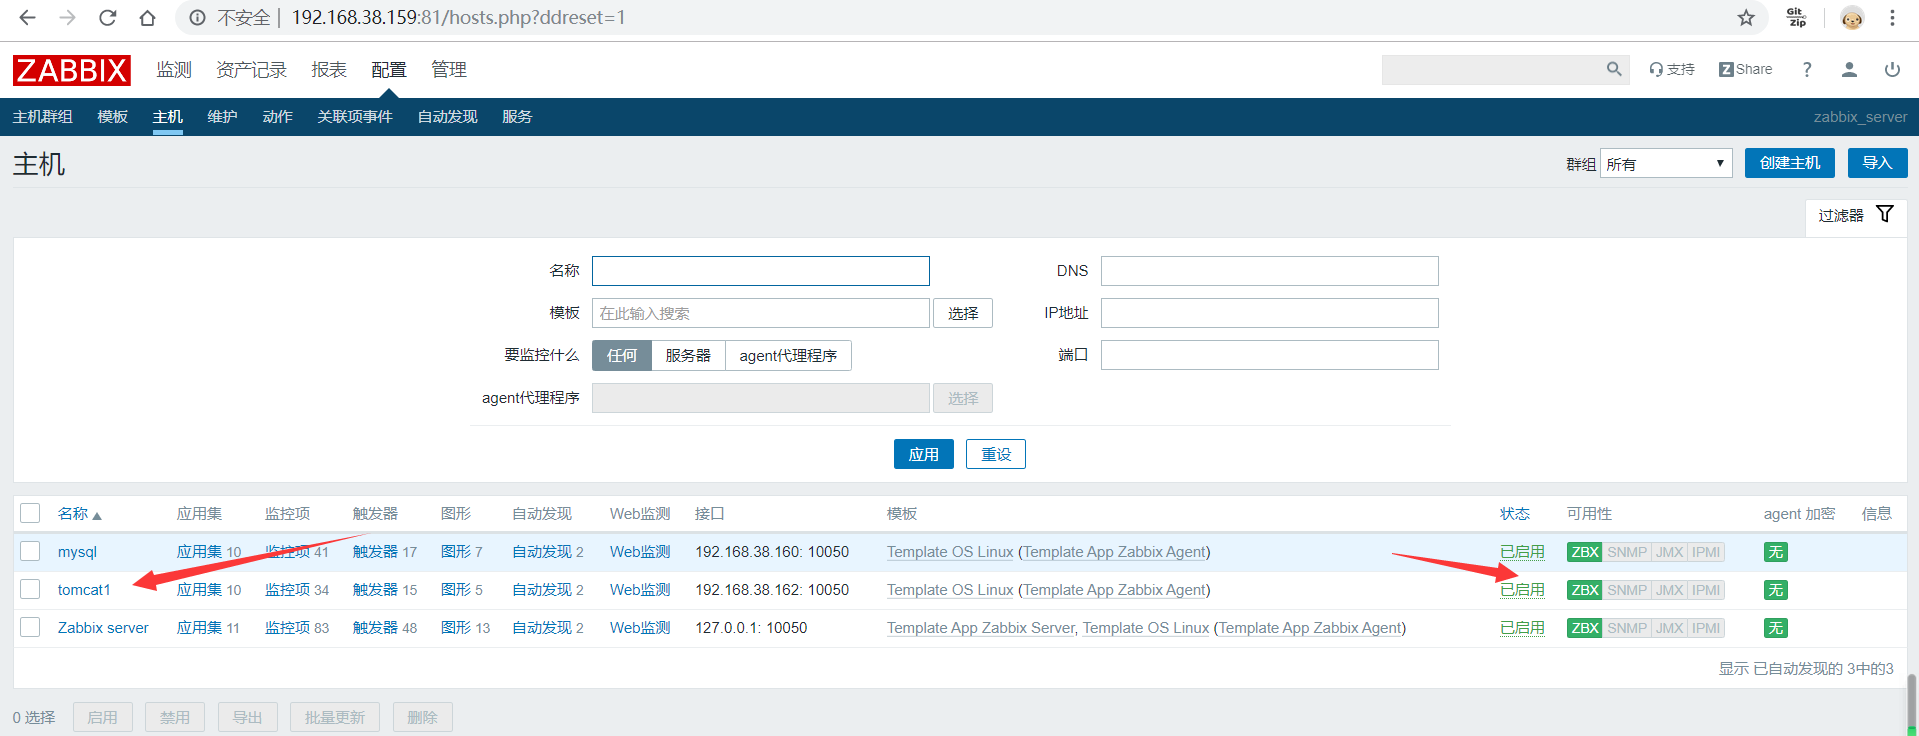 不安全 | 192.168.38.159:81/hosts.php?ddreset=1 Git Zip
ZABBIX 监测 资产记录 报表 配置 管理 支持 Z Share ?
主机群组 模板 主机 维护 动作 关联项事件 自动发现 服务 zabbix_server
主机 群组 所有 创建主机 导入
过滤器
名称 DNS
模板 在此输入搜索 选择 IP地址
要监控什么 任何 服务器 agent代理程序 端口
agent代理程序 选择
应用 重设
名称 应用集 监控项 触发器 图形 自动发现 Web监测 接口 模板 状态 可用性 agent 加密 信息
mysql 应用集 10 监控项 41 触发器 17 图形 7 自动发现 2 Web监测 192.168.38.160: 10050 Template OS Linux (Template App Zabbix Agent) 已启用 ZBX SNMP JMX IPMI 无
tomcat1 应用集 10 监控项 34 触发器 15 图形 5 自动发现 2 Web监测 192.168.38.162: 10050 Template OS Linux (Template App Zabbix Agent) 已启用 ZBX SNMP JMX IPMI 无
Zabbix server 应用集 11 监控项 83 触发器 48 图形 13 自动发现 2 Web监测 127.0.0.1: 10050 Template App Zabbix Server, Template OS Linux (Template App Zabbix Agent) 已启用 ZBX SNMP JMX IPMI 无
显示 已自动发现的 3中的3
0 选择 启用 禁用 导出 批量更新 删除